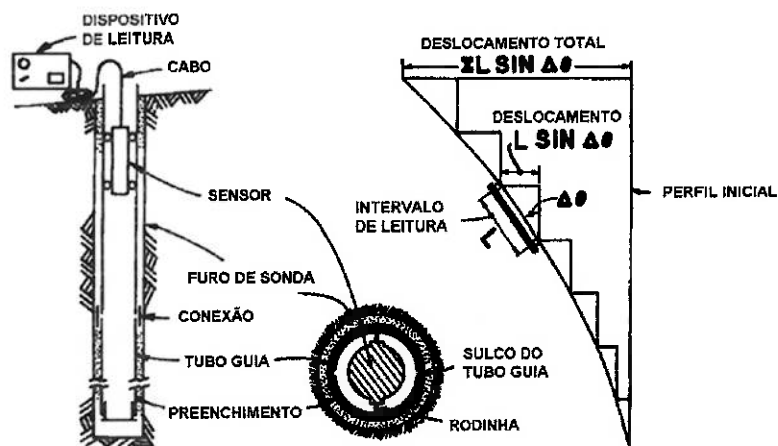 DISPOSITIVO
DE LEITURA
CABO
SENSOR
FURO DE SONDA
CONEXÃO
TUBO GUIA
PREENCHIMENTO
SULCO DO
TUBO GUIA
RODINHA
DESLOCAMENTO TOTAL
ΣL SIN Δθ
DESLOCAMENTO
L SIN Δθ
Δθ
INTERVALO
DE LEITURA
L
PERFIL INICIAL